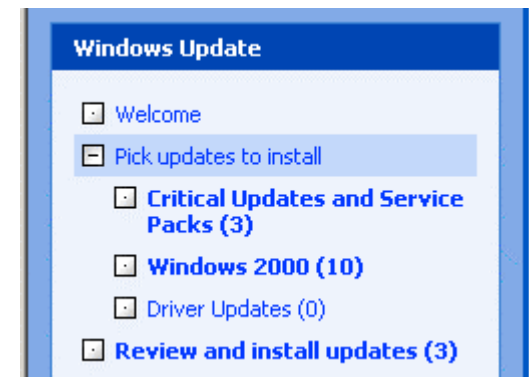 Windows Update
Welcome
Pick updates to install
Critical Updates and Service
Packs (3)
Windows 2000 (10)
Driver Updates (0)
Review and install updates (3)